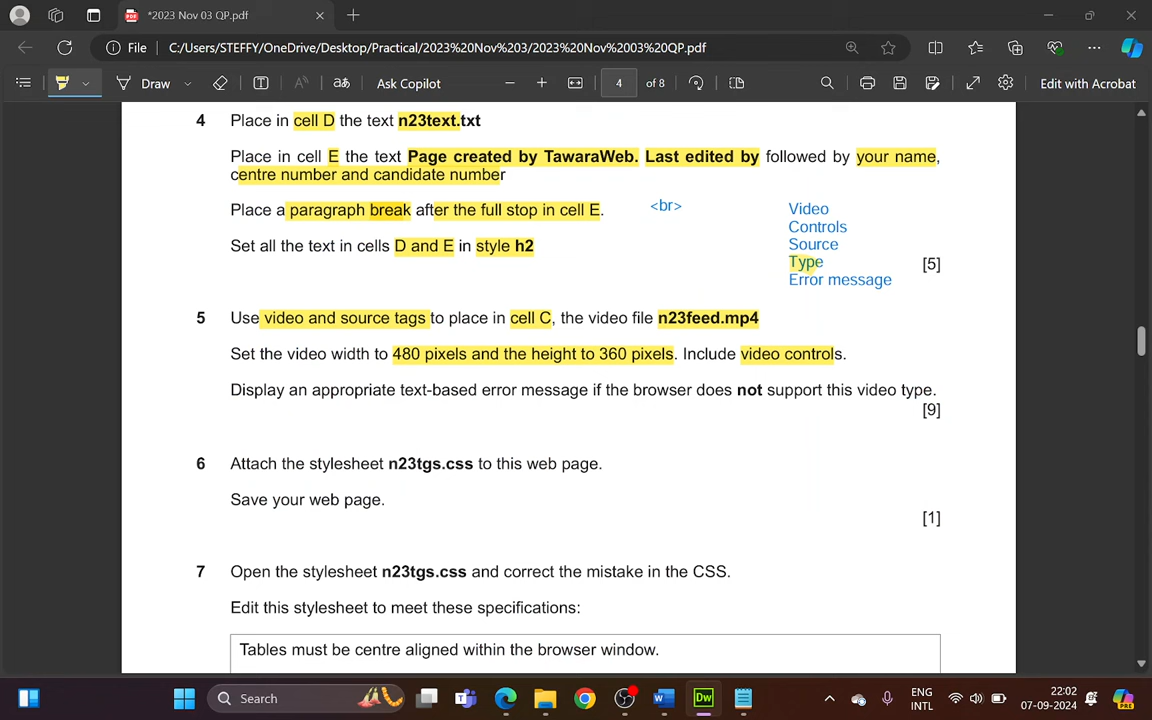 *2023 Nov 03 QP.pdf
File
C:/Users/STEFFY/OneDrive/Desktop/Practical/2023%20Nov%203/2023%20Nov%2003%20QP.pdf
Draw
aあ
Ask Copilot
4
of 8
Edit with Acrobat
4 Place in cell D the text n23text.txt
Place in cell E the text Page created by TawaraWeb. Last edited by followed by your name,
centre number and candidate number
Place a paragraph break after the full stop in cell E.
<br>
Set all the text in cells D and E in style h2
Video
Controls
Source
Type
Error message
[5]
5 Use video and source tags to place in cell C, the video file n23feed.mp4
Set the video width to 480 pixels and the height to 360 pixels. Include video controls.
Display an appropriate text-based error message if the browser does not support this video type.
[9]
6 Attach the stylesheet n23tgs.css to this web page.
Save your web page.
[1]
7 Open the stylesheet n23tgs.css and correct the mistake in the CSS.
Edit this stylesheet to meet these specifications:
Tables must be centre aligned within the browser window.
Search
Dw
ENG
INTL
22:02
07-09-2024
PRE